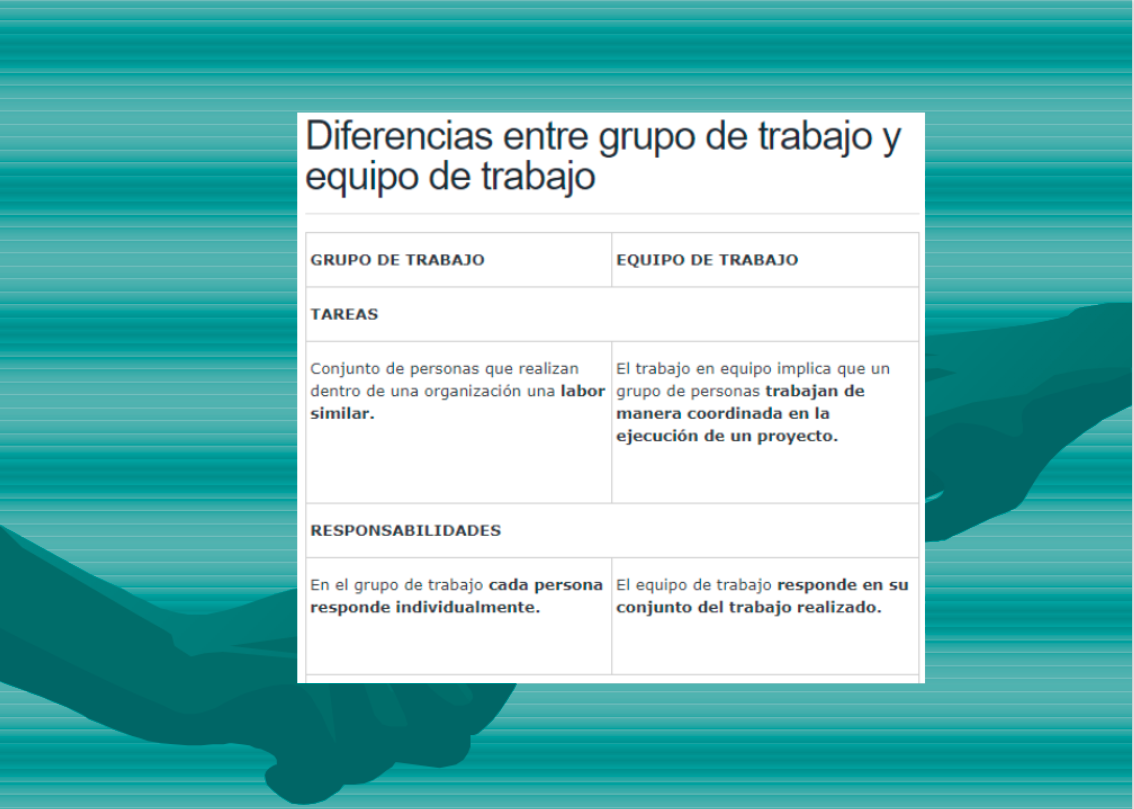 Diferencias entre grupo de trabajo y
equipo de trabajo
GRUPO DE TRABAJO
EQUIPO DE TRABAJO
TAREAS
Conjunto de personas que realizan
dentro de una organización una labor
similar.
El trabajo en equipo implica que un
grupo de personas trabajan de
manera coordinada en la
ejecución de un proyecto.
RESPONSABILIDADES
En el grupo de trabajo cada persona
responde individualmente.
El equipo de trabajo responde en su
conjunto del trabajo realizado.